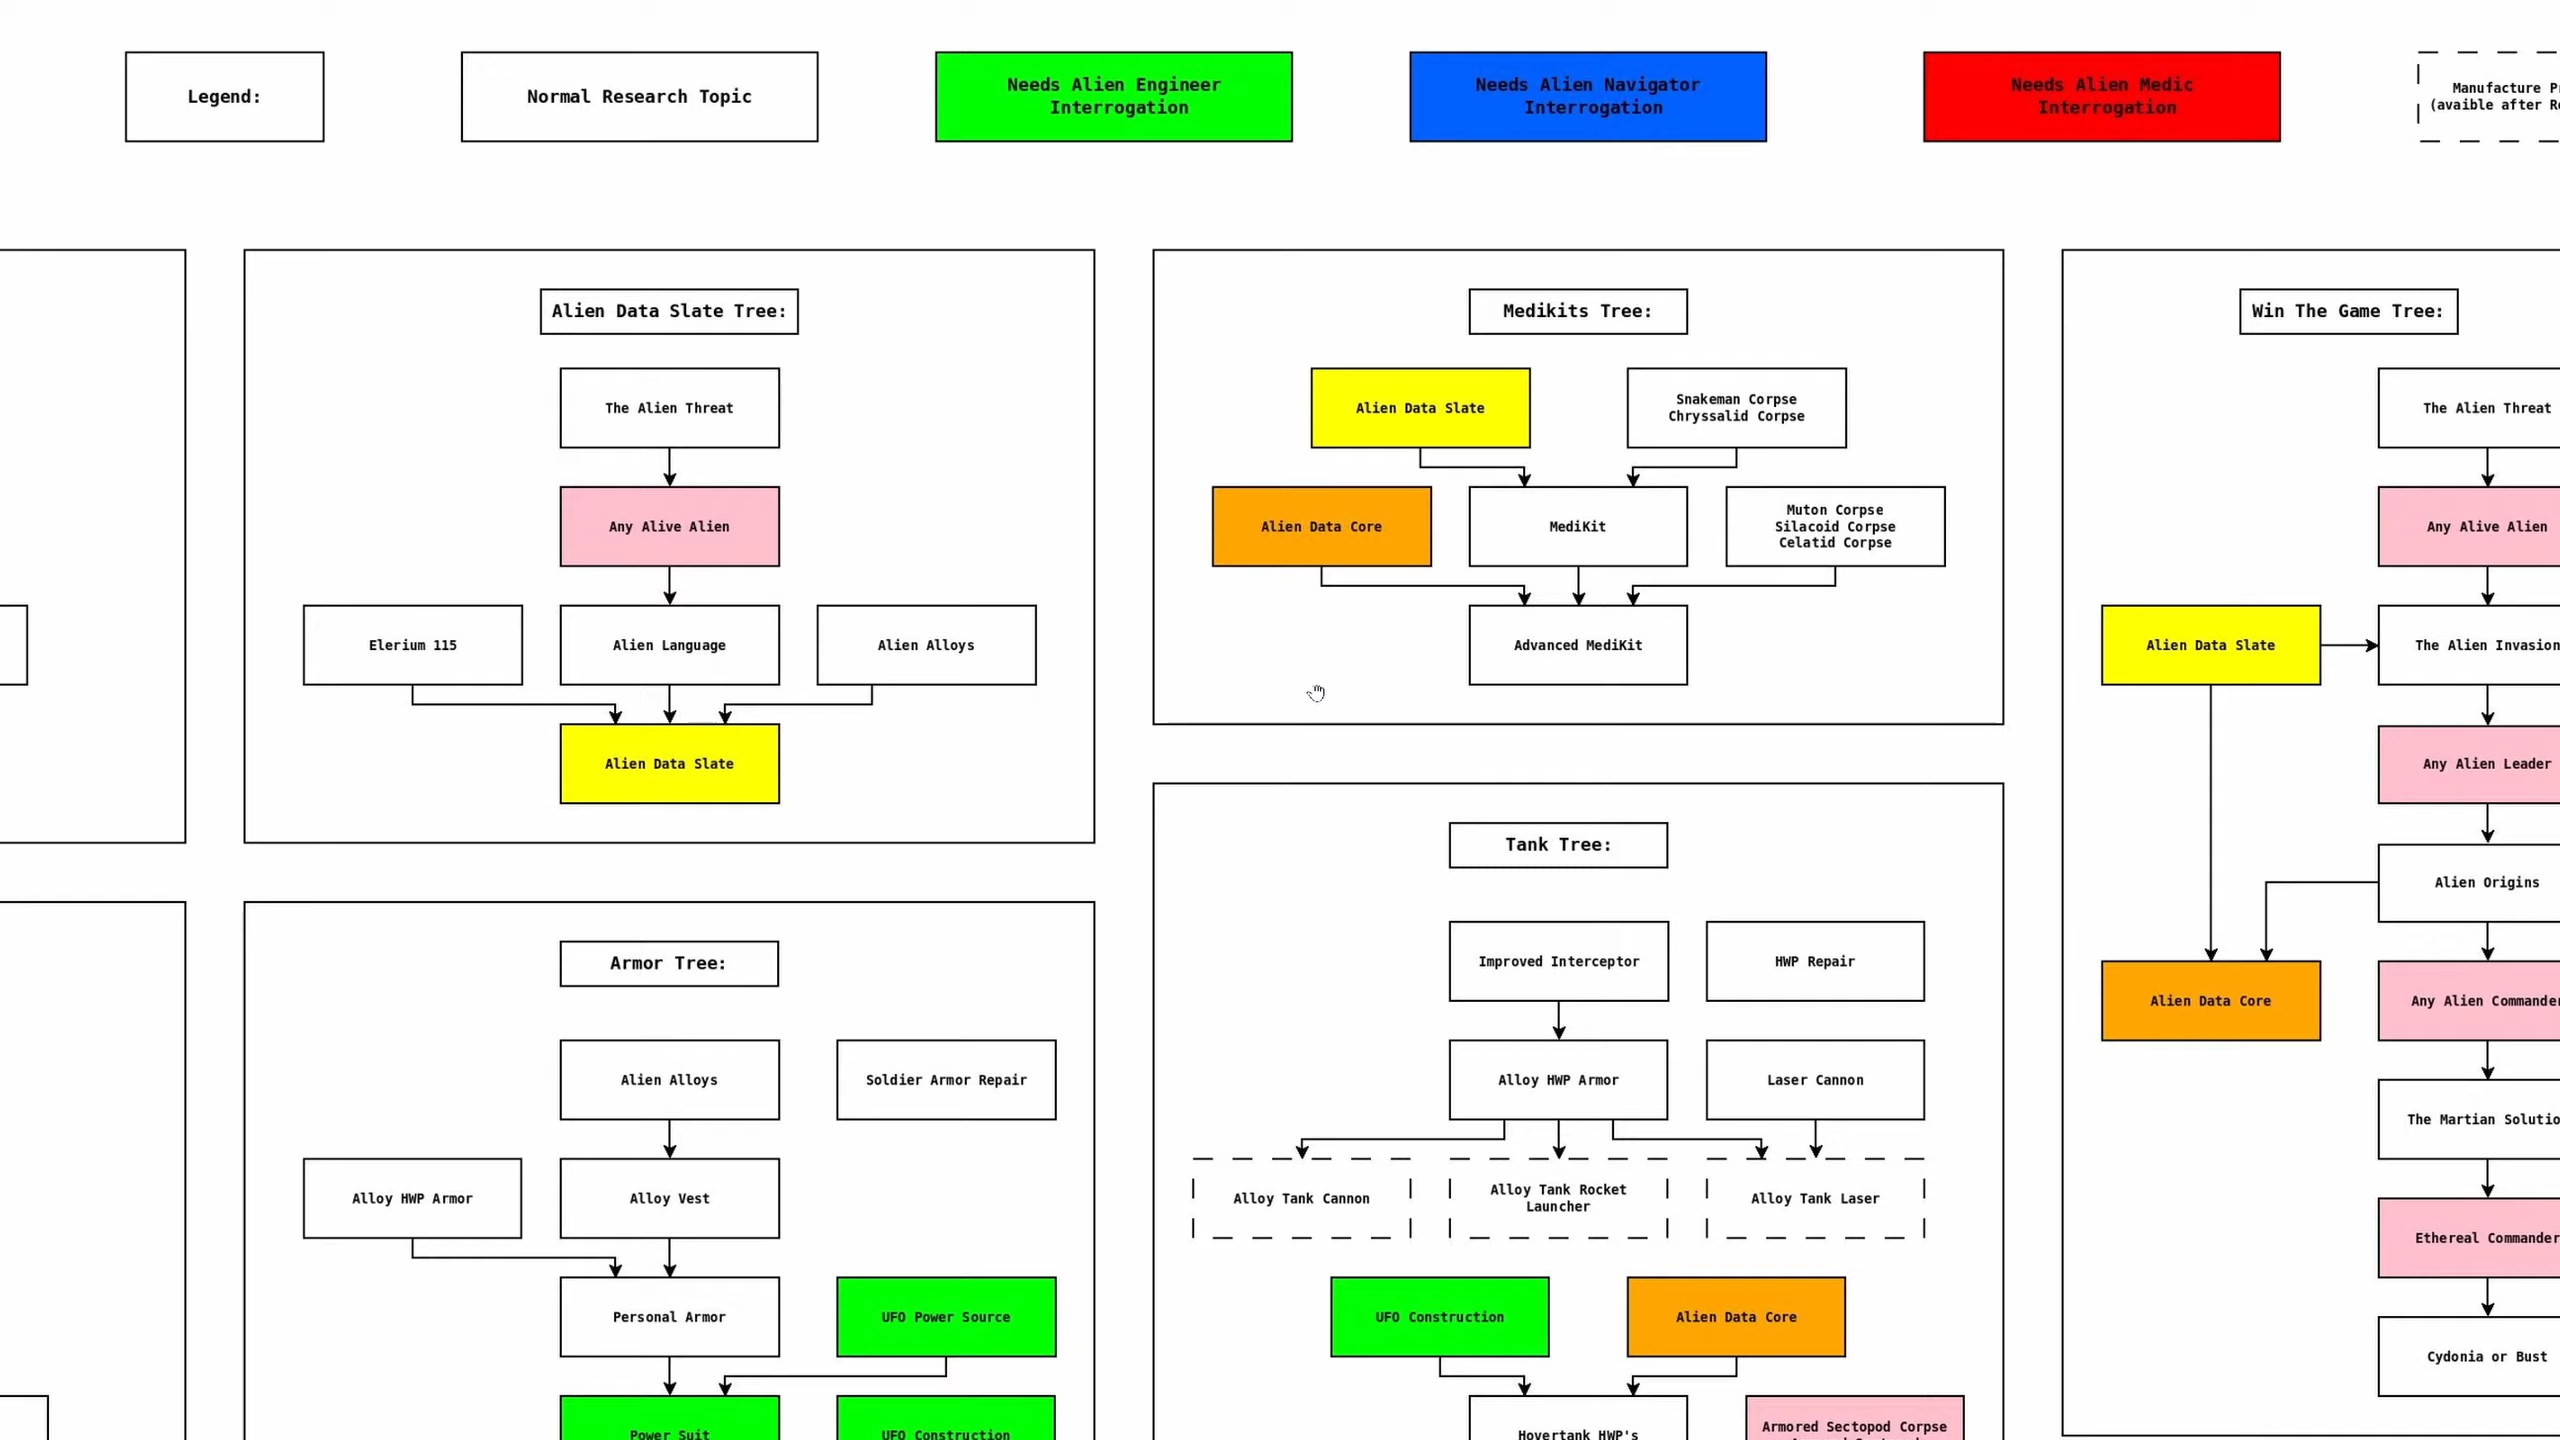 Legend:
Normal Research Topic
Needs Alien Engineer
Interrogation
Needs Alien Navigator
Interrogation
Needs Alien Medic
Interrogation
Manufacture
(avaible after
Alien Data Slate Tree:
The Alien Threat
Any Alive Alien
Elerium 115
Alien Language
Alien Alloys
Alien Data Slate
Medikits Tree:
Alien Data Slate
Snakeman Corpse
Chryssalid Corpse
Alien Data Core
MediKit
Muton Corpse
Silacoid Corpse
Celatid Corpse
Advanced MediKit
Win The Game Tree:
The Alien Threat
Any Alive Alien
Alien Data Slate
The Alien Invasion
Any Alien Leader
Alien Origins
Alien Data Core
Any Alien Commander
The Martian Solutio
Ethereal Commander
Cydonia or Bust
Armor Tree:
Alien Alloys
Soldier Armor Repair
Alloy HWP Armor
Alloy Vest
Personal Armor
UFO Power Source
Power Suit
UFO Construction
Tank Tree:
Improved Interceptor
HWP Repair
Alloy HWP Armor
Laser Cannon
Alloy Tank Cannon
Alloy Tank Rocket
Launcher
Alloy Tank Laser
UFO Construction
Alien Data Core
Hovertank HWP's
Armored Sectopod Corpse